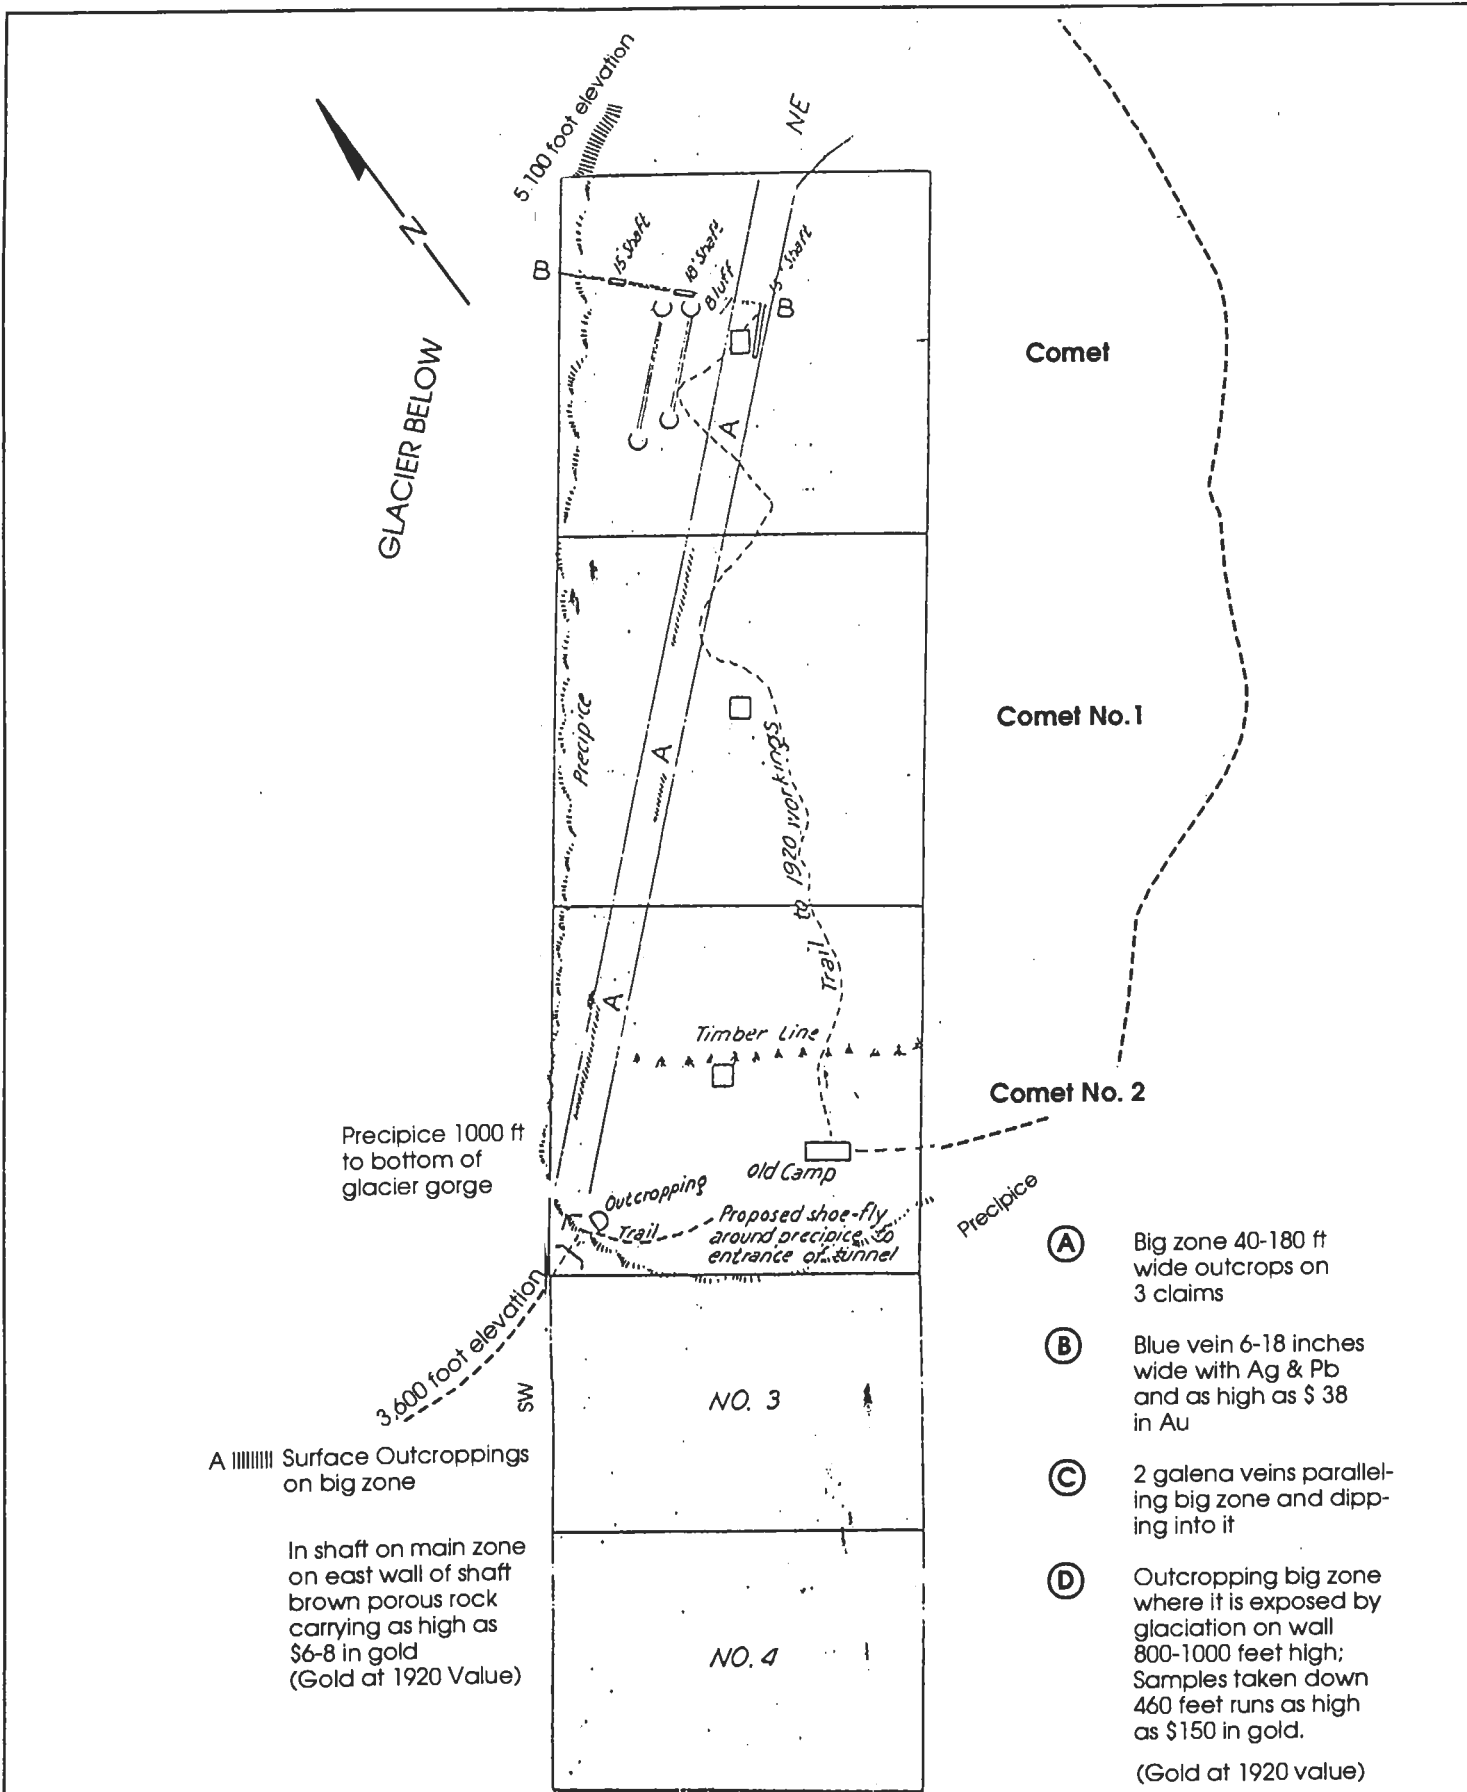 5,100 foot elevation
NE
N
B
15' Shaft
18' Shaft
Bluff
15' Shaft
B
C
C
C
C
A
Comet
GLACIER BELOW
Precipice
A
Comet No.1
Trail to 1920 workings
A
Timber Line
Comet No. 2
Precipice 1000 ft
to bottom of
glacier gorge
Old Camp
D
Outcropping
Trail
Proposed shoe-fly
around precipice to
entrance of tunnel
Precipice
3,600 foot elevation
SW
NO. 3
NO. 4
A Surface Outcroppings
on big zone
In shaft on main zone
on east wall of shaft
brown porous rock
carrying as high as
$6-8 in gold
(Gold at 1920 Value)
A Big zone 40-180 ft
wide outcrops on
3 claims
B Blue vein 6-18 inches
wide with Ag & Pb
and as high as $ 38
in Au
C 2 galena veins parallel-
ing big zone and dipp-
ing into it
D Outcropping big zone
where it is exposed by
glaciation on wall
800-1000 feet high;
Samples taken down
460 feet runs as high
as $150 in gold.
(Gold at 1920 value)